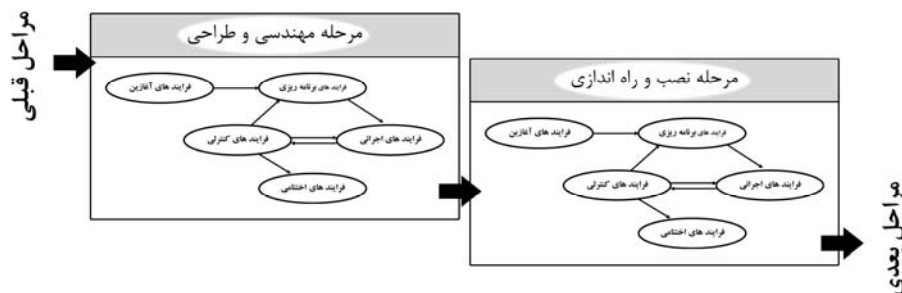 مراحل قبلی
مرحله مهندسی و طراحی
فرایند های آغازین
فرایند های برنامه ریزی
فرایند های کنترلی
فرایند های اجرائی
فرایند های اختتامی
مرحله نصب و راه اندازی
فرایند های آغازین
فرایند های برنامه ریزی
فرایند های کنترلی
فرایند های اجرائی
فرایند های اختتامی
مراحل بعدی